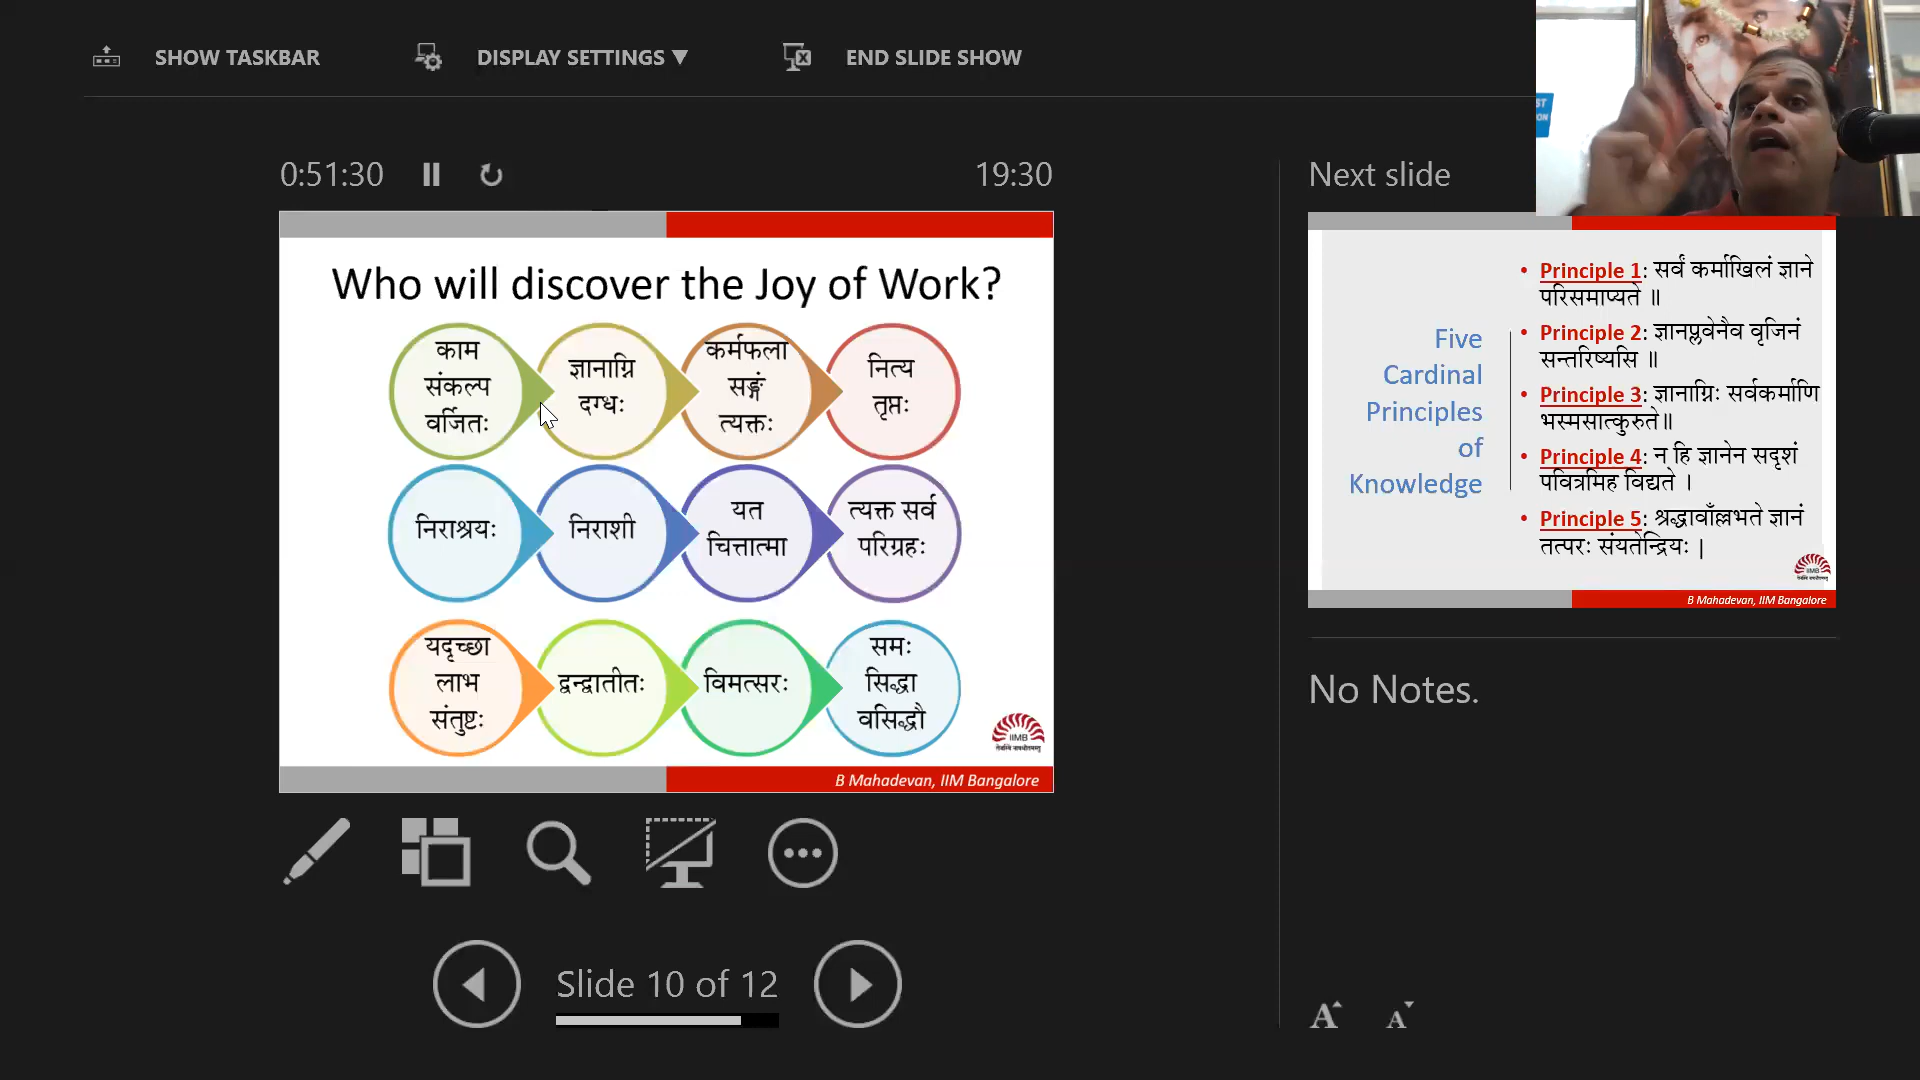 SHOW TASKBAR
DISPLAY SETTINGS ▼
END SLIDE SHOW
0:51:30
19:30
Next slide
Who will discover the Joy of Work?
काम
संकल्प
वर्जितः
ज्ञानाग्नि
दग्धः
कर्मफला
सङ्गं
त्यक्तः
नित्य
तृप्तः
निराश्रयः
निराशी
यत
चित्तात्मा
त्यक्त सर्व
परिग्रहः
यदृच्छा
लाभ
संतुष्टः
द्वन्द्वातीतः
विमत्सरः
समः
सिद्धा
वसिद्धौ
IIMB
B Mahadevan, IIM Bangalore
Five
Cardinal
Principles
of
Knowledge
• Principle 1: सर्वं कर्माखिलं ज्ञाने
परिसमाप्यते ॥
• Principle 2: ज्ञानप्लवेनैव वृजिनं
सन्तरिष्यसि ॥
• Principle 3: ज्ञानाग्निः सर्वकर्माणि
भस्मसात्कुरुते॥
• Principle 4: न हि ज्ञानेन सदृशं
पवित्रमिह विद्यते ।
• Principle 5: श्रद्धावाँल्लभते ज्ञानं
तत्परः संयतेन्द्रियः |
IIMB
B Mahadevan, IIM Bangalore
No Notes.
Slide 10 of 12
A A